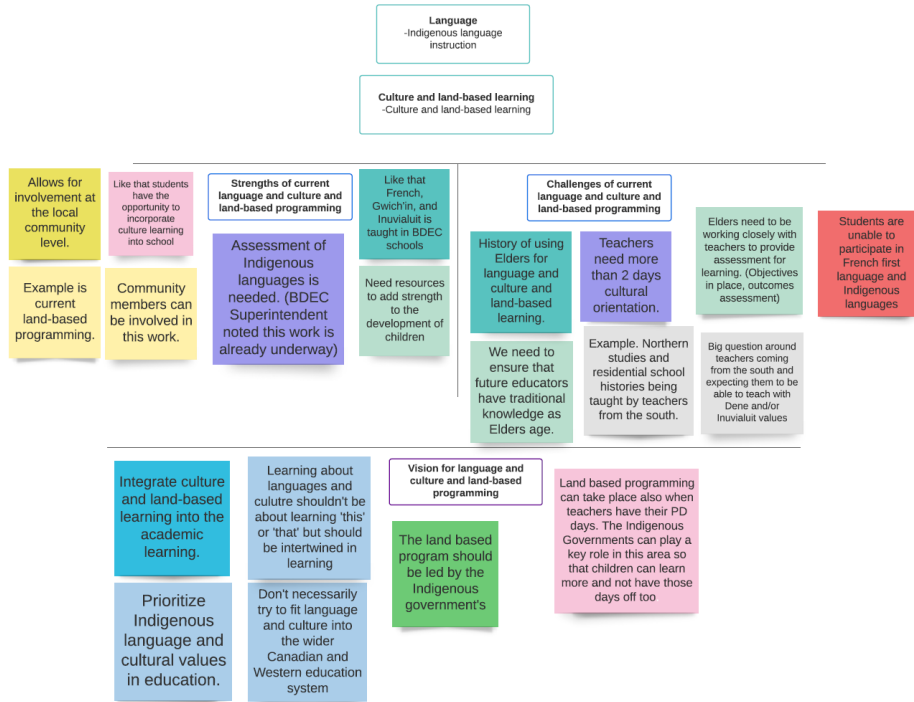 Language
-Indigenous language
instruction
Culture and land-based learning
-Culture and land-based learning
Allows for
involvement at
the local
community
level.
Like that students
have the
opportunity to
incorporate
culture learning
into school
Strengths of current
language and culture and
land-based programming
Like that
French,
Gwich'in, and
Inuvialuit is
taught in BDEC
schools
Example is
current
land-based
programming.
Community
members can
be involved in
this work.
Assessment of
Indigenous
languages is
needed. (BDEC
Superintendent
noted this work is
already underway)
Need resources
to add strength
to the
development of
children
Challenges of current
language and culture and
land-based programming
History of using
Elders for
language and
culture and
land-based
learning.
Teachers
need more
than 2 days
cultural
orientation.
Elders need to be
working closely with
teachers to provide
assessment for
learning. (Objectives
in place, outcomes
assessment)
Students are
unable to
participate in
French first
language and
Indigenous
languages
We need to
ensure that
future educators
have traditional
knowledge as
Elders age.
Example. Northern
studies and
residential school
histories being
taught by teachers
from the south.
Big question around
teachers coming
from the south and
expecting them to be
able to teach with
Dene and/or
Inuvialuit values
Vision for language and
culture and land-based
programming
Integrate culture
and land-based
learning into the
academic
learning.
Learning about
languages and
culutre shouldn't be
about learning 'this'
or 'that' but should
be intertwined in
learning
The land based
program should
be led by the
Indigenous
government's
Land based programming
can take place also when
teachers have their PD
days. The Indigenous
Governments can play a
key role in this area so
that children can learn
more and not have those
days off too
Prioritize
Indigenous
language and
cultural values
in education.
Don't necessarily
try to fit language
and culture into
the wider
Canadian and
Western education
system